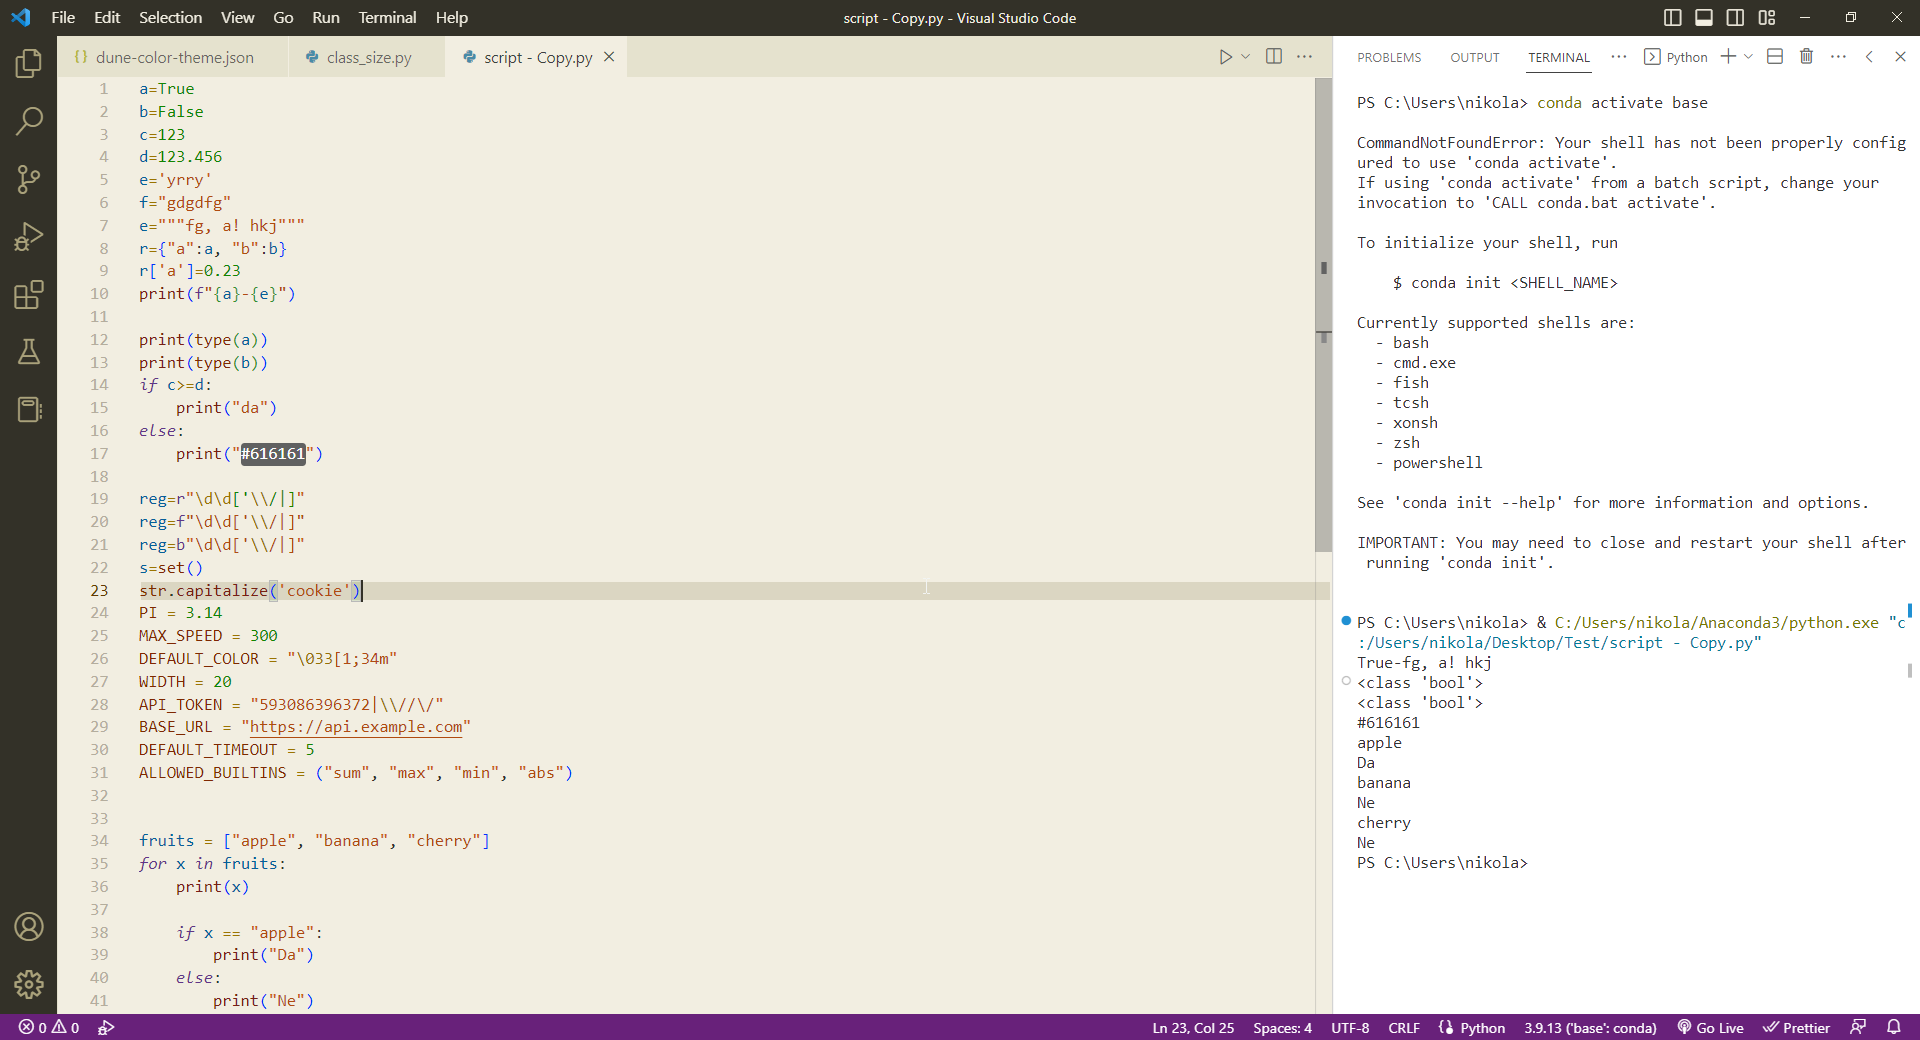 File Edit Selection View Go Run Terminal Help
script - Copy.py - Visual Studio Code
{} dune-color-theme.json
class_size.py
script - Copy.py
1 a=True
2 b=False
3 c=123
4 d=123.456
5 e='yrry'
6 f="gdgdfg"
7 e="""fg, a! hkj"""
8 r={"a":a, "b":b}
9 r['a']=0.23
10 print(f"{a}-{e}")
11
12 print(type(a))
13 print(type(b))
14 if c>=d:
15     print("da")
16 else:
17     print("#616161")
18
19 reg=r"\d\d['\\/|]"
20 reg=f"\d\d['\\/|]"
21 reg=b"\d\d['\\/|]"
22 s=set()
23 str.capitalize('cookie')
24 PI = 3.14
25 MAX_SPEED = 300
26 DEFAULT_COLOR = "\033[1;34m"
27 WIDTH = 20
28 API_TOKEN = "593086396372|\\//\/"
29 BASE_URL = "https://api.example.com"
30 DEFAULT_TIMEOUT = 5
31 ALLOWED_BUILTINS = ("sum", "max", "min", "abs")
32
33
34 fruits = ["apple", "banana", "cherry"]
35 for x in fruits:
36     print(x)
37
38     if x == "apple":
39         print("Da")
40     else:
41         print("Ne")
PROBLEMS OUTPUT TERMINAL ··· Python
PS C:\Users\nikola> conda activate base
CommandNotFoundError: Your shell has not been properly config
ured to use 'conda activate'.
If using 'conda activate' from a batch script, change your
invocation to 'CALL conda.bat activate'.
To initialize your shell, run
$ conda init <SHELL_NAME>
Currently supported shells are:
- bash
- cmd.exe
- fish
- tcsh
- xonsh
- zsh
- powershell
See 'conda init --help' for more information and options.
IMPORTANT: You may need to close and restart your shell after
running 'conda init'.
PS C:\Users\nikola> & C:/Users/nikola/Anaconda3/python.exe "c
:/Users/nikola/Desktop/Test/script - Copy.py"
True-fg, a! hkj
<class 'bool'>
<class 'bool'>
#616161
apple
Da
banana
Ne
cherry
Ne
PS C:\Users\nikola>
0 0
Ln 23, Col 25 Spaces: 4 UTF-8 CRLF Python 3.9.13 ('base': conda) Go Live Prettier